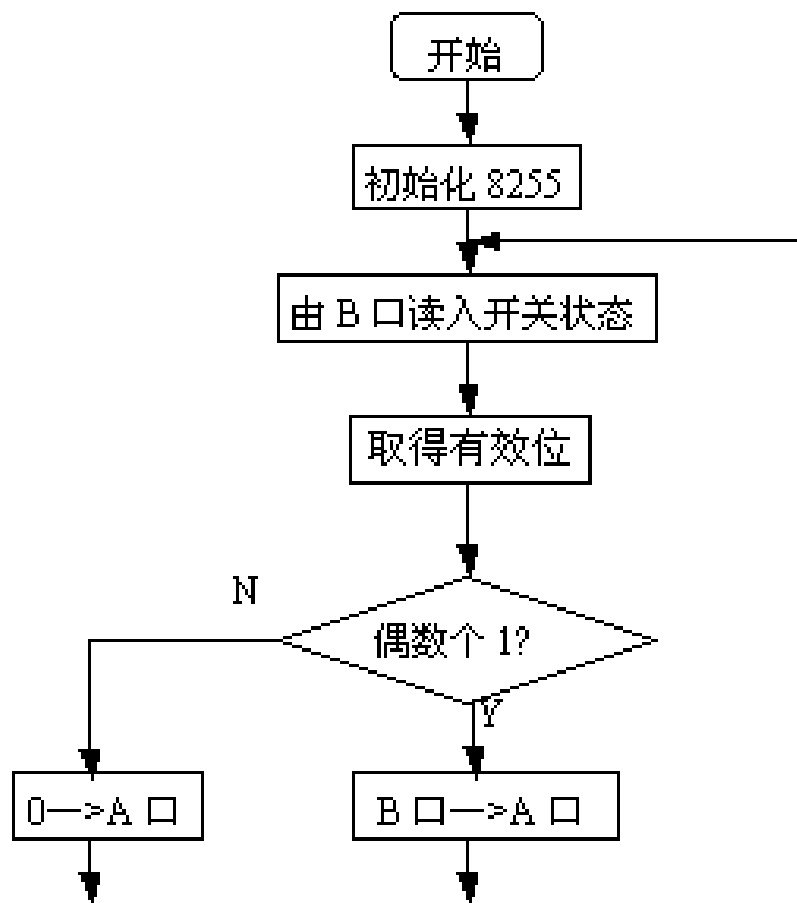 开始
初始化 8255
由 B 口读入开关状态
取得有效位
N
偶数个 1?
Y
0—>A 口
B 口—>A 口